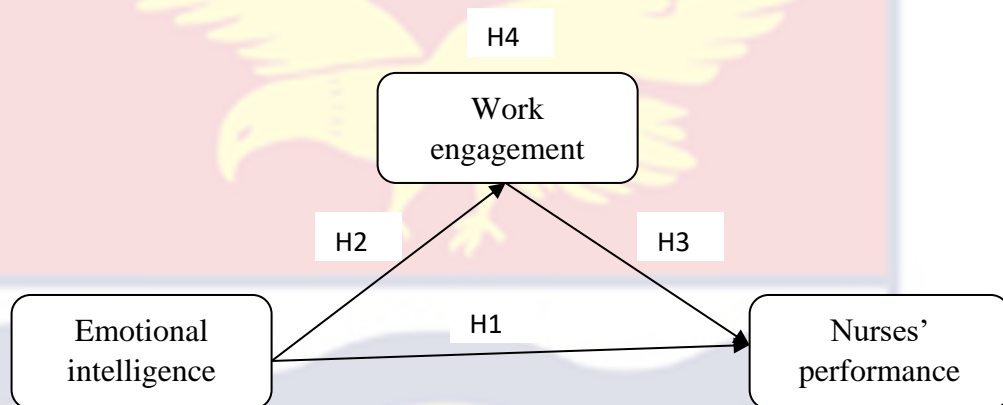 H4
Work
engagement
H2
H3
H1
Emotional
intelligence
Nurses’
performance